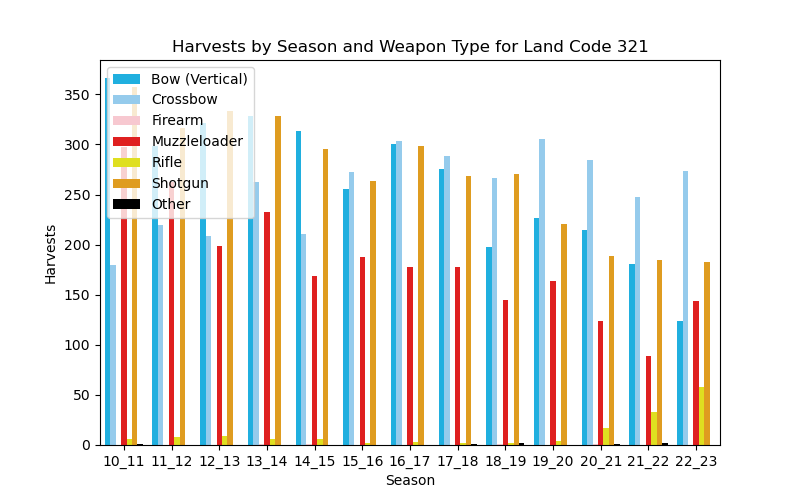 Harvests by Season and Weapon Type for Land Code 321
Bow (Vertical)
Crossbow
Firearm
Muzzleloader
Rifle
Shotgun
Other
350
300
250
200
150
100
50
0
Harvests
10_11 11_12 12_13 13_14 14_15 15_16 16_17 17_18 18_19 19_20 20_21 21_22 22_23
Season